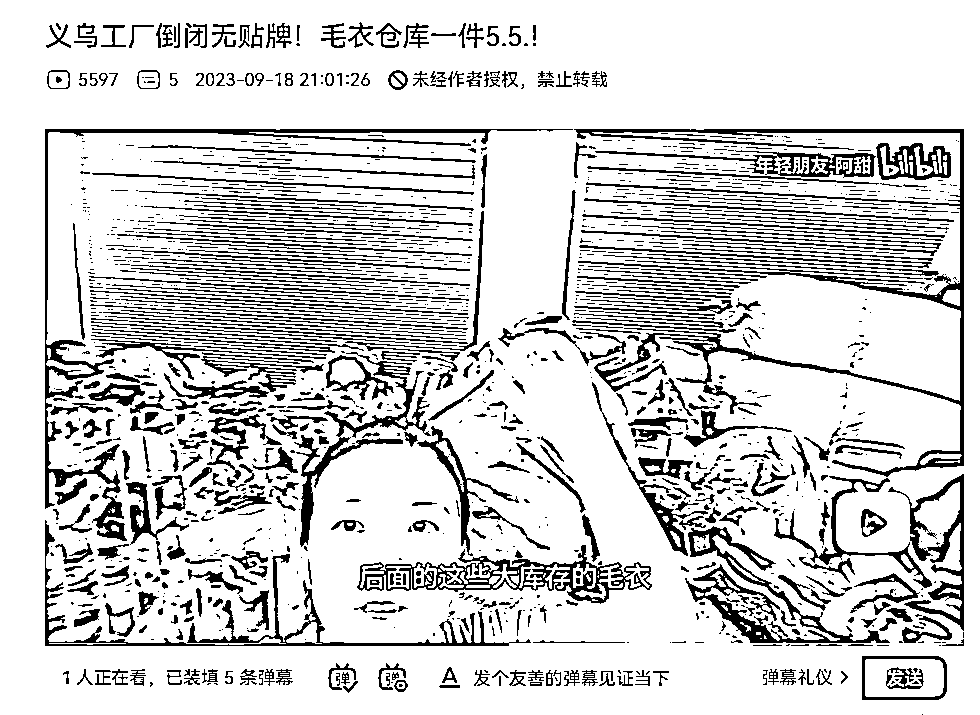 义乌工厂倒闭无贴牌！毛衣仓库一件5.5.!
5597 5 2023-09-18 21:01:26 未经作者授权，禁止转载
年轻朋友-阿甜 bilibili
后面的这些大库存的毛衣
1 人正在看，已装填 5 条弹幕 弹 弹 A 发个友善的弹幕见证当下 弹幕礼仪 > 发送